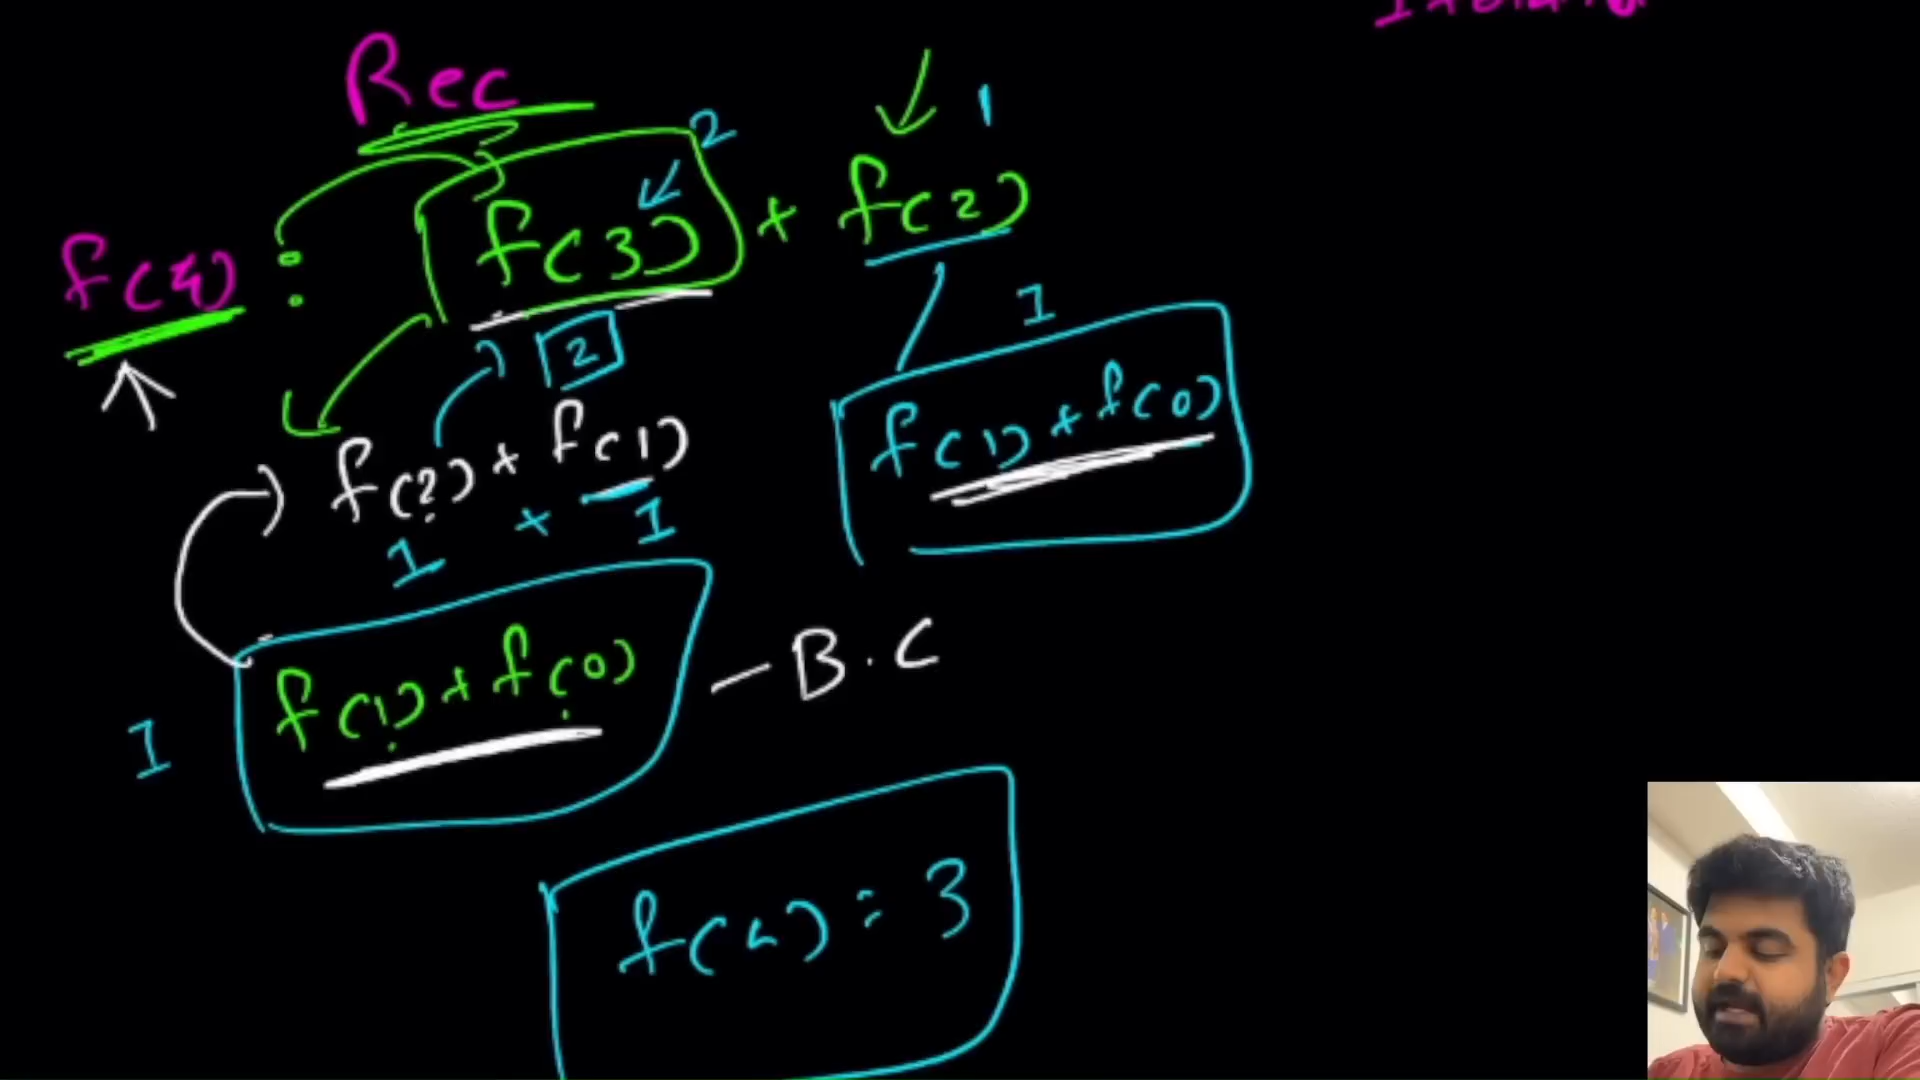 Rec
2
1
f(4) : f(3) + f(2)
2
1
f(2) + f(1)
f(1) + f(0)
1 + 1
f(1) + f(0)
- B.C
1
f(4) = 3